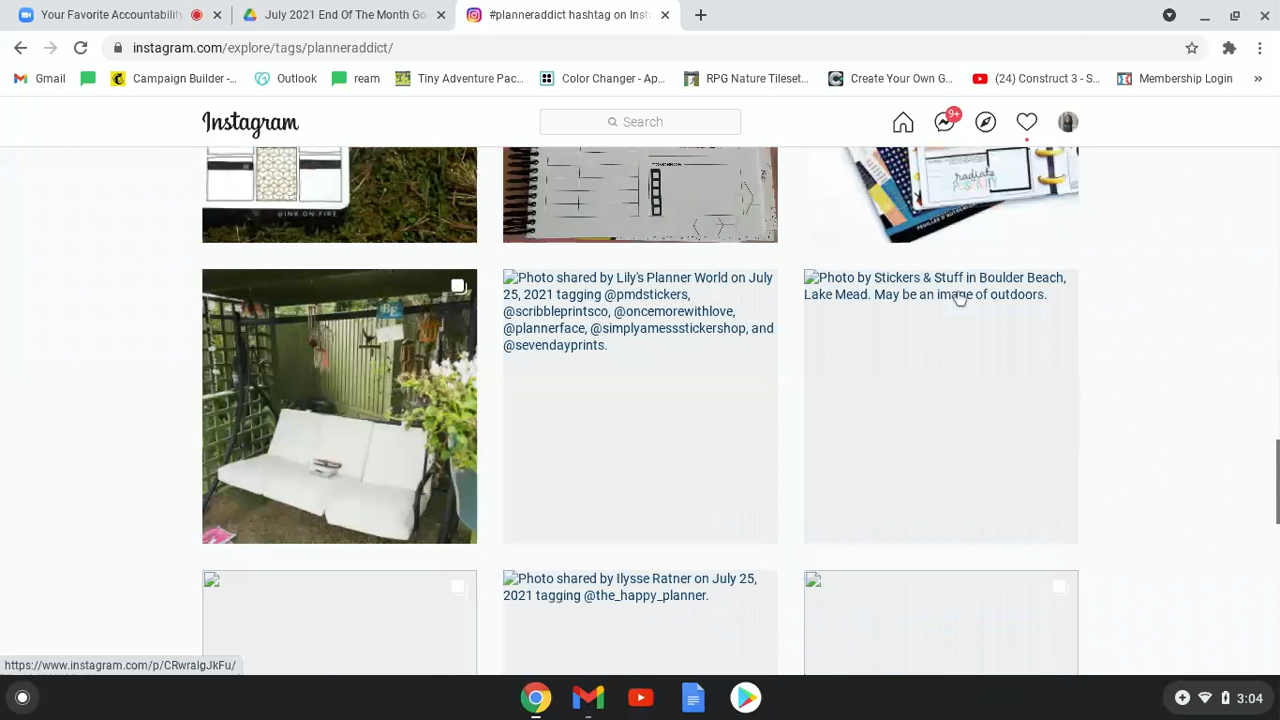 Your Favorite Accountability
July 2021 End Of The Month Go
#planneraddict hashtag on Inst
instagram.com/explore/tags/planneraddict/
Gmail
Campaign Builder -...
Outlook
ream
Tiny Adventure Pac...
Color Changer - Ap...
RPG Nature Tileset...
Create Your Own G...
(24) Construct 3 - S...
Membership Login
»
Instagram
Search
9+
@INK.ON.FIRE
radiate
POSITIVITY
Photo shared by Lily's Planner World on July
25, 2021 tagging @pmdstickers,
@scribbleprintsco, @oncemorewithlove,
@plannerface, @simplyamessstickershop, and
@sevendayprints.
Photo by Stickers & Stuff in Boulder Beach,
Lake Mead. May be an image of outdoors.
Photo shared by Ilysse Ratner on July 25,
2021 tagging @the_happy_planner.
https://www.instagram.com/p/CRwralgJkFu/
3:04